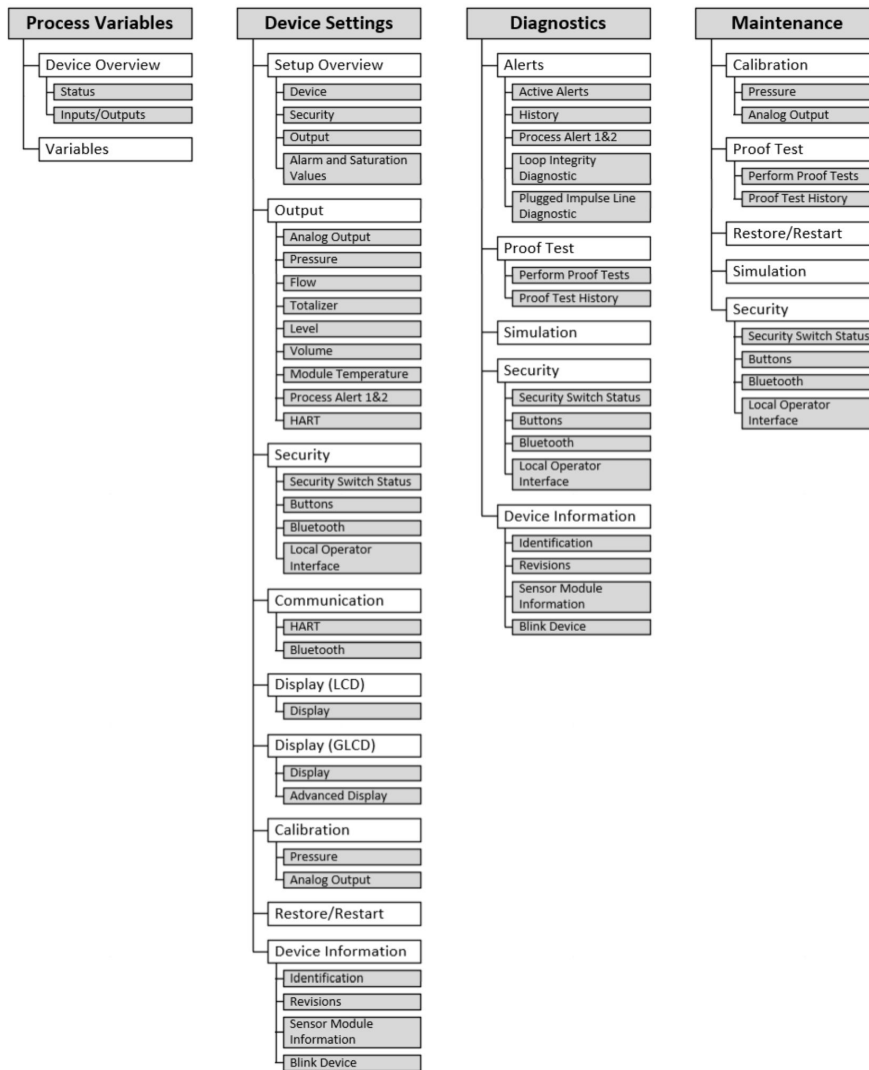 Process Variables
Device Overview
Status
Inputs/Outputs
Variables
Device Settings
Setup Overview
Device
Security
Output
Alarm and Saturation
Values
Output
Analog Output
Pressure
Flow
Totalizer
Level
Volume
Module Temperature
Process Alert 1&2
HART
Security
Security Switch Status
Buttons
Bluetooth
Local Operator
Interface
Communication
HART
Bluetooth
Display (LCD)
Display
Display (GLCD)
Display
Advanced Display
Calibration
Pressure
Analog Output
Restore/Restart
Device Information
Identification
Revisions
Sensor Module
Information
Blink Device
Diagnostics
Alerts
Active Alerts
History
Process Alert 1&2
Loop Integrity
Diagnostic
Plugged Impulse Line
Diagnostic
Proof Test
Perform Proof Tests
Proof Test History
Simulation
Security
Security Switch Status
Buttons
Bluetooth
Local Operator
Interface
Device Information
Identification
Revisions
Sensor Module
Information
Blink Device
Maintenance
Calibration
Pressure
Analog Output
Proof Test
Perform Proof Tests
Proof Test History
Restore/Restart
Simulation
Security
Security Switch Status
Buttons
Bluetooth
Local Operator
Interface